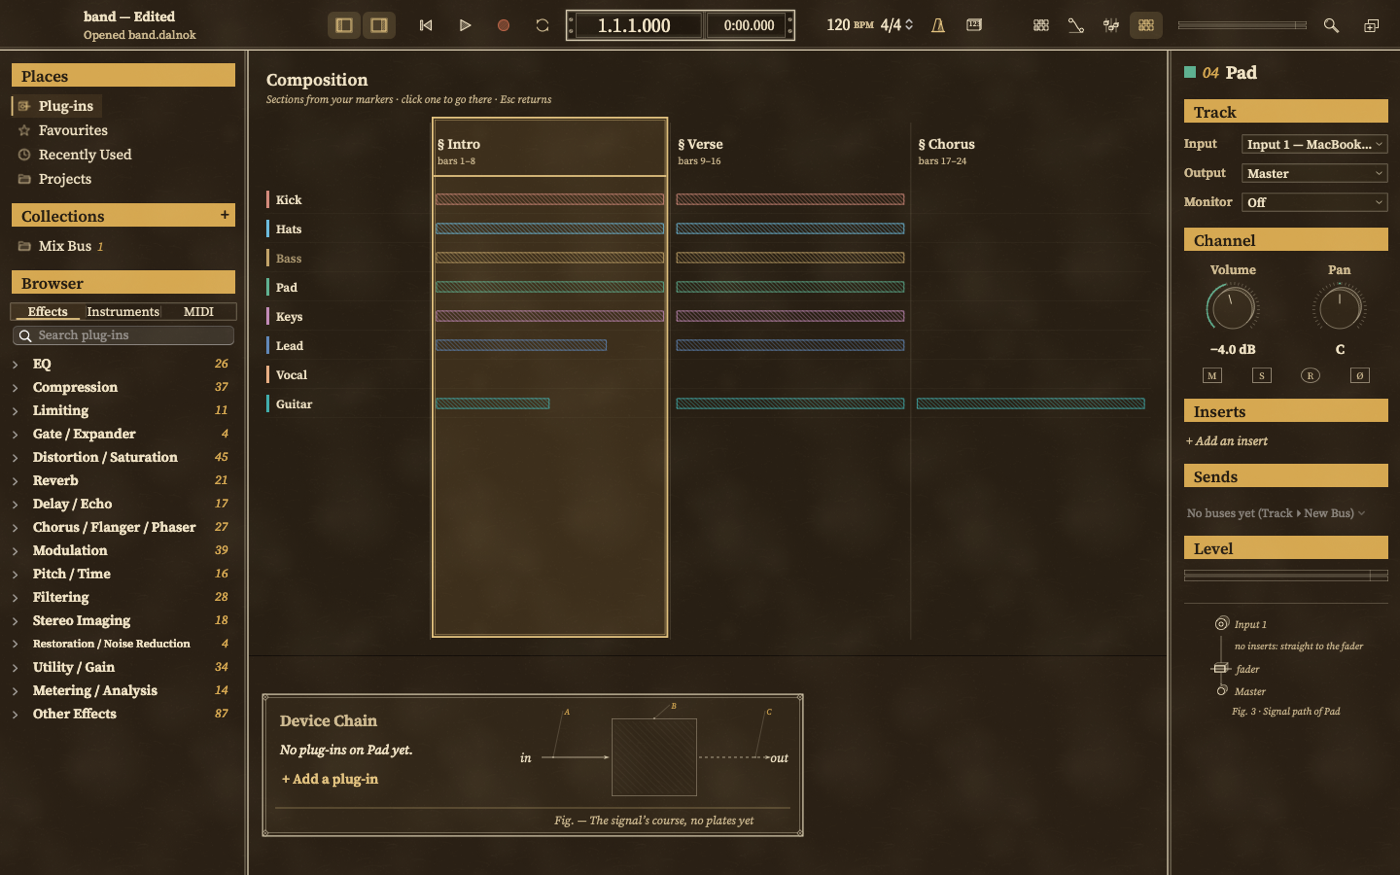 band — Edited
Opened band.dalnok
1.1.1.000
0:00.000
120 BPM 4/4
123
Places
Plug-ins
Favourites
Recently Used
Projects
Collections +
Mix Bus 1
Browser
Effects Instruments MIDI
Search plug-ins
EQ 26
Compression 37
Limiting 11
Gate / Expander 4
Distortion / Saturation 45
Reverb 21
Delay / Echo 17
Chorus / Flanger / Phaser 27
Modulation 39
Pitch / Time 16
Filtering 28
Stereo Imaging 18
Restoration / Noise Reduction 4
Utility / Gain 34
Metering / Analysis 14
Other Effects 87
Composition
Sections from your markers · click one to go there · Esc returns
§ Intro
bars 1–8
§ Verse
bars 9–16
§ Chorus
bars 17–24
Kick
Hats
Bass
Pad
Keys
Lead
Vocal
Guitar
Device Chain
No plug-ins on Pad yet.
+ Add a plug-in
A
B
C
in
out
Fig. — The signal's course, no plates yet
04 Pad
Track
Input Input 1 — MacBook...
Output Master
Monitor Off
Channel
Volume Pan
−4.0 dB C
M S R Ø
Inserts
+ Add an insert
Sends
No buses yet (Track ▸ New Bus)
Level
Input 1
no inserts: straight to the fader
fader
Master
Fig. 3 · Signal path of Pad